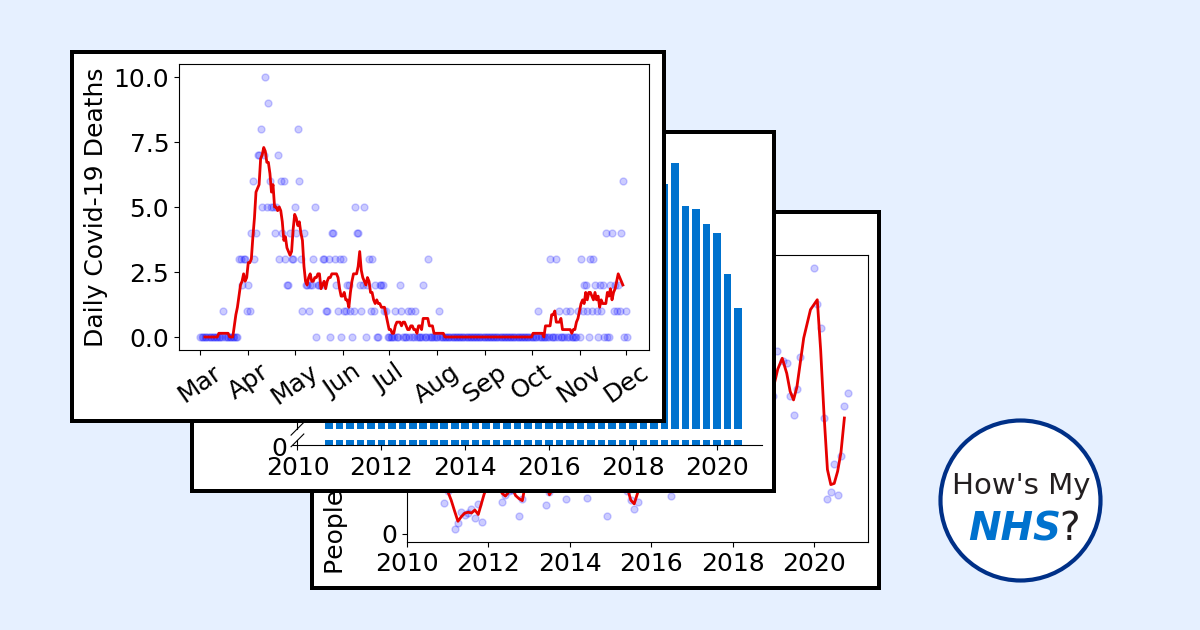 Daily Covid-19 Deaths
10.0
7.5
5.0
2.5
0.0
Mar Apr May Jun Jul Aug Sep Oct Nov Dec
0
2010 2012 2014 2016 2018 2020
People
0
2010 2012 2014 2016 2018 2020
How's My
NHS?